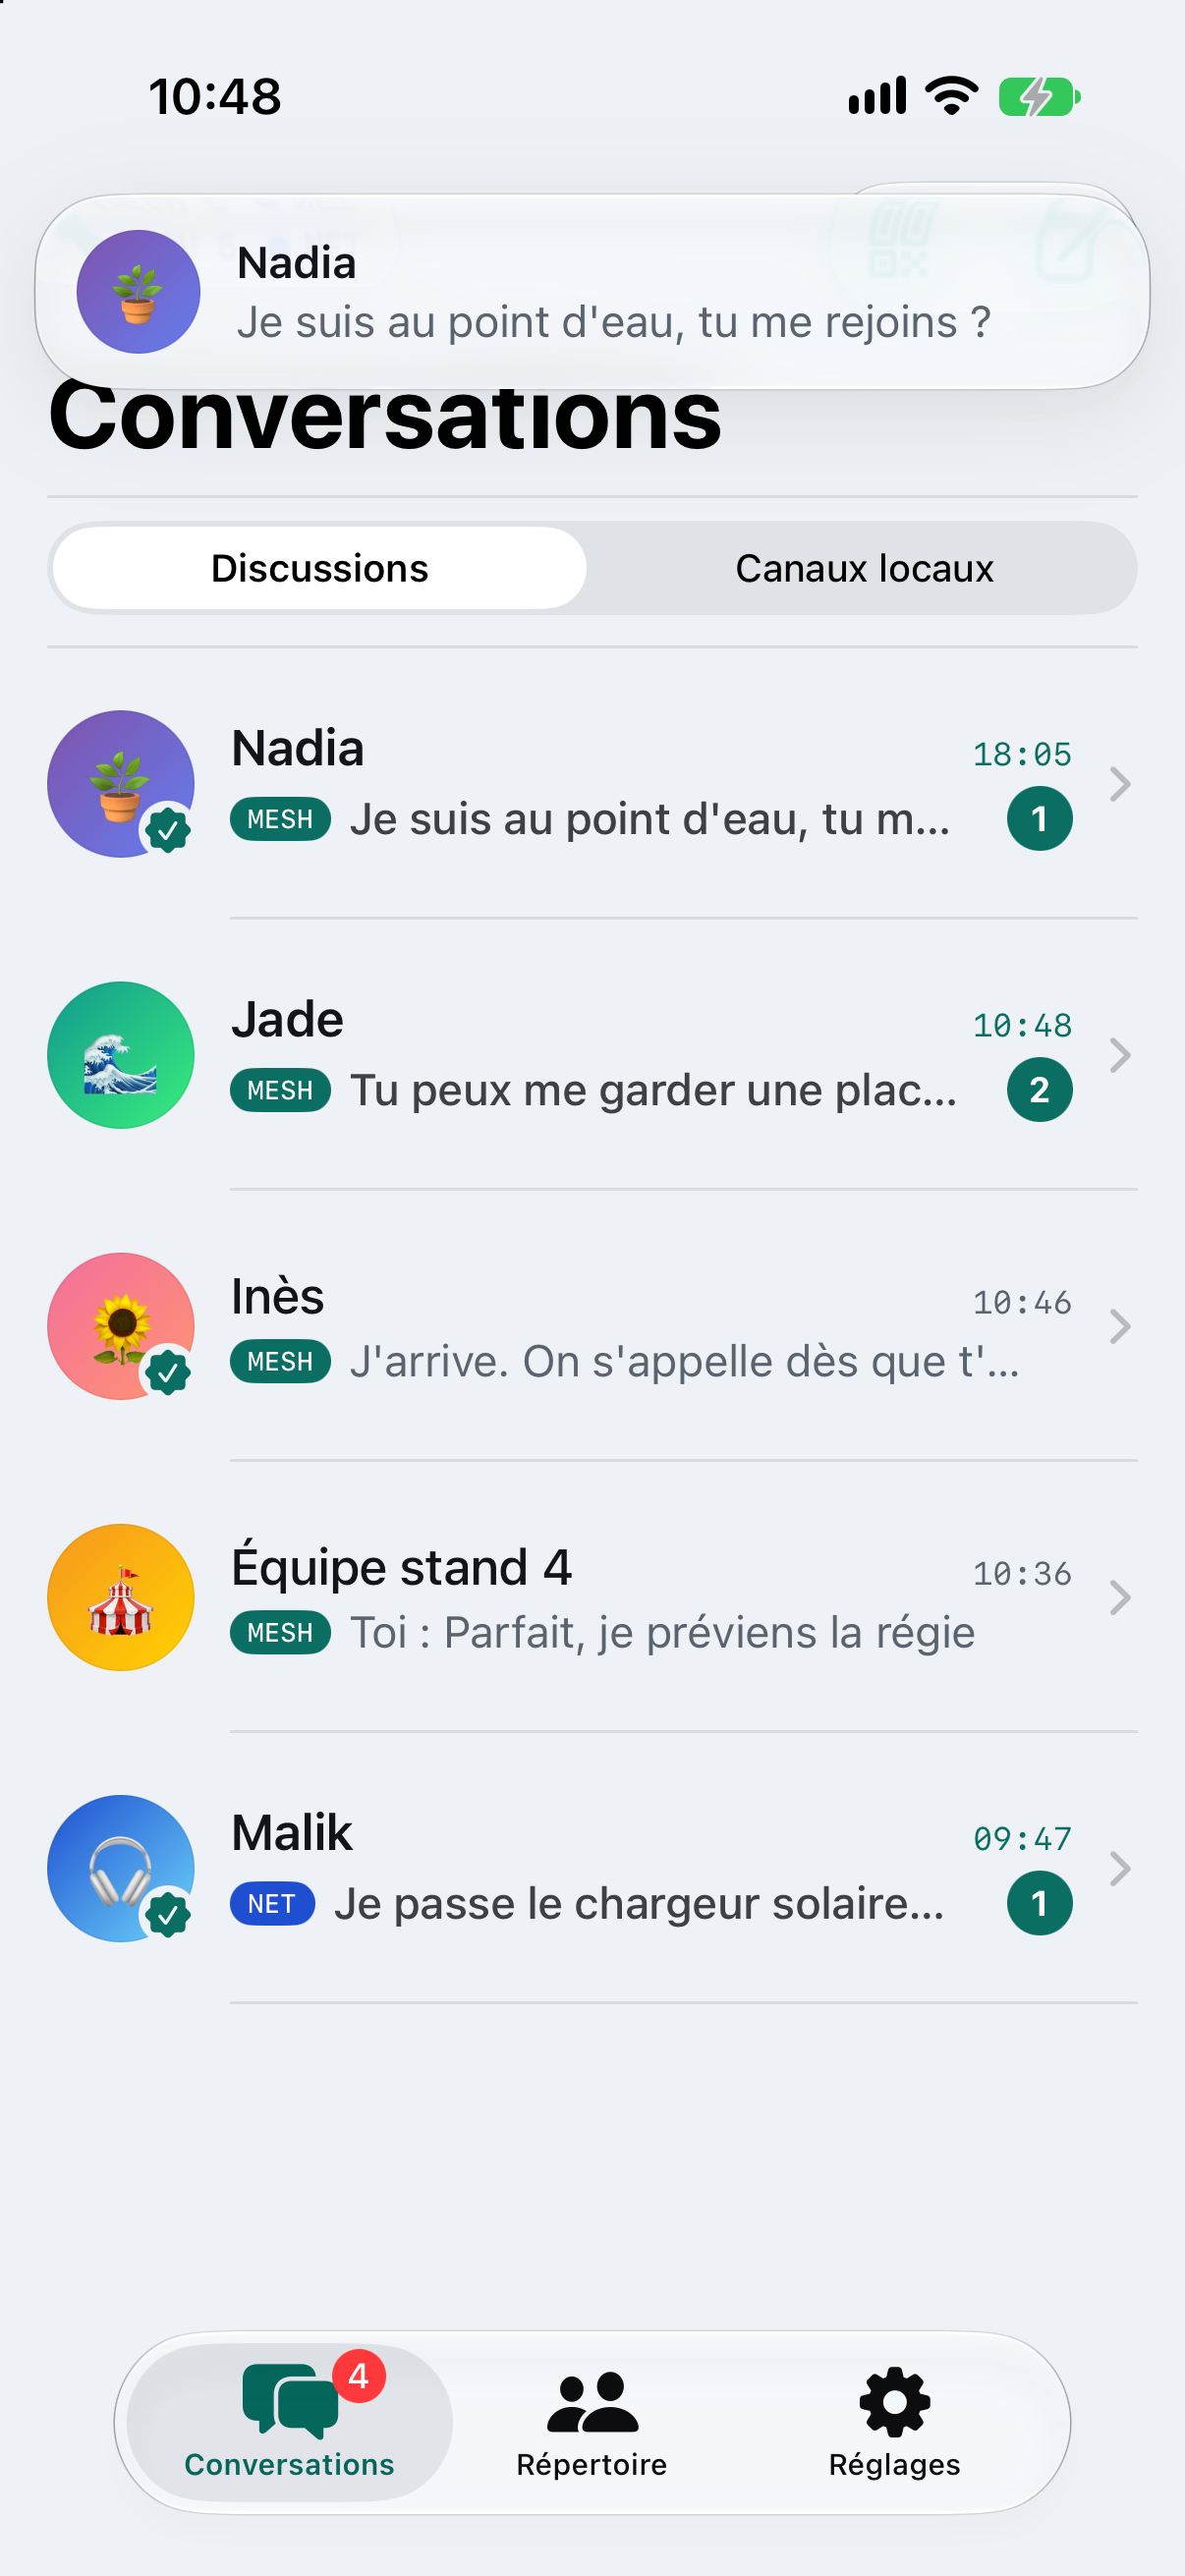 10:48
Nadia
Je suis au point d'eau, tu me rejoins ?
Conversations
Discussions
Canaux locaux
Nadia
18:05
MESH
Je suis au point d'eau, tu m...
1
Jade
10:48
MESH
Tu peux me garder une plac...
2
Inès
10:46
MESH
J'arrive. On s'appelle dès que t'...
Équipe stand 4
10:36
MESH
Toi : Parfait, je préviens la régie
Malik
09:47
NET
Je passe le chargeur solaire...
1
4
Conversations
Répertoire
Réglages